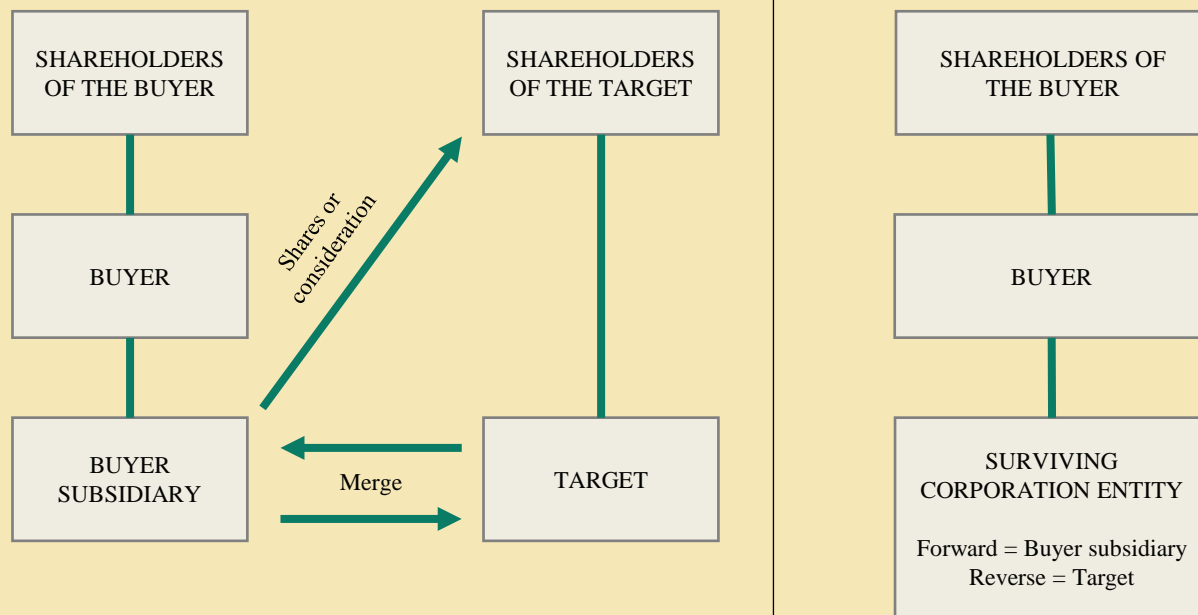 SHAREHOLDERS
OF THE BUYER
SHAREHOLDERS
OF THE TARGET
Shares or
consideration
BUYER
BUYER
SUBSIDIARY
Merge
TARGET
SHAREHOLDERS OF
THE BUYER
BUYER
SURVIVING
CORPORATION ENTITY
Forward = Buyer subsidiary
Reverse = Target